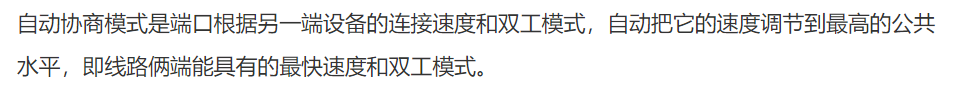 自动协商模式是端口根据另一端设备的连接速度和双工模式，自动把它的速度调节到最高的公共
水平，即线路俩端能具有的最快速度和双工模式。